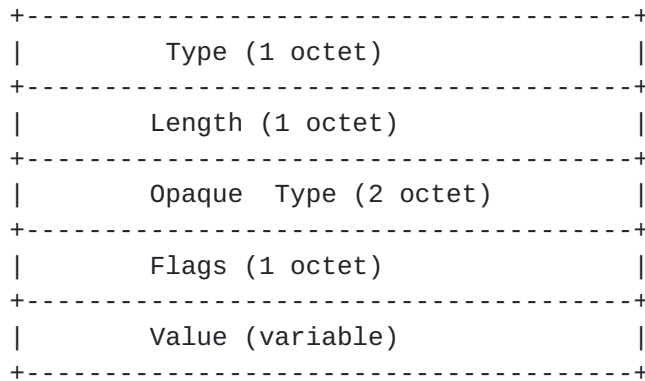 +---------------------------------------+
|         Type (1 octet)                |
+---------------------------------------+
|        Length (1 octet)               |
+---------------------------------------+
|        Opaque  Type (2 octet)         |
+---------------------------------------+
|        Flags (1 octet)                |
+---------------------------------------+
|        Value (variable)               |
+---------------------------------------+